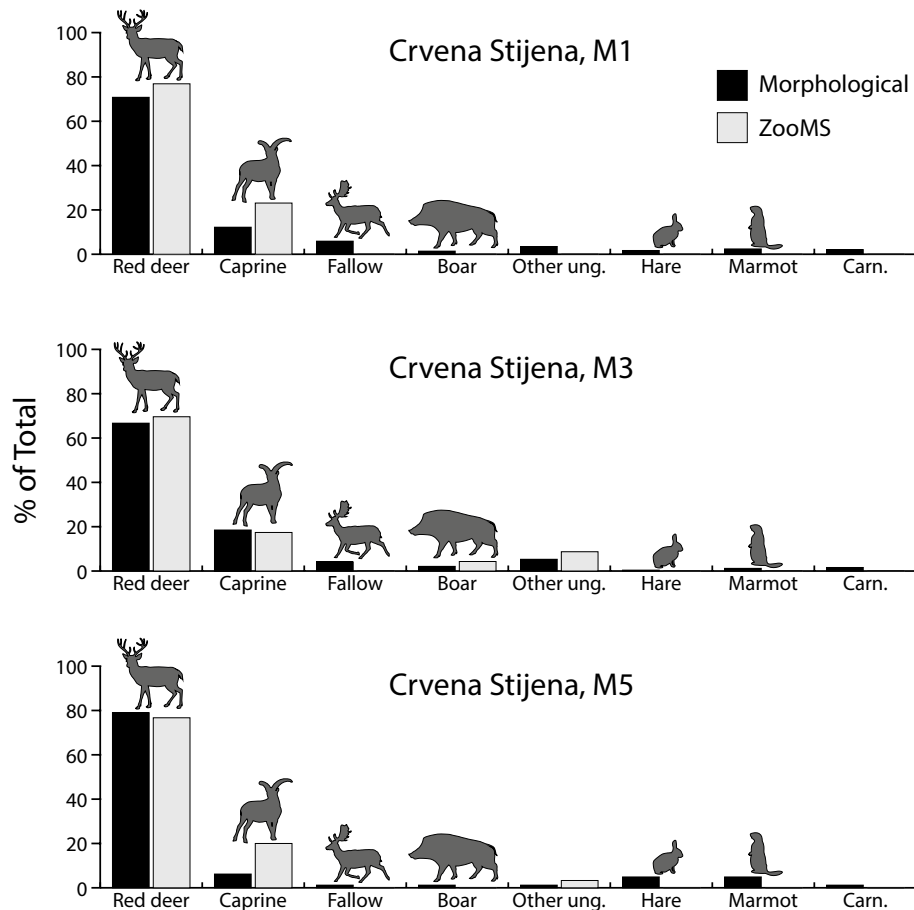 Crvena Stijena, M1
Morphological
ZooMS
100
80
60
40
20
0
Red deer Caprine Fallow Boar Other ung. Hare Marmot Carn.
% of Total
Crvena Stijena, M3
100
80
60
40
20
0
Red deer Caprine Fallow Boar Other ung. Hare Marmot Carn.
Crvena Stijena, M5
100
80
60
40
20
0
Red deer Caprine Fallow Boar Other ung. Hare Marmot Carn.